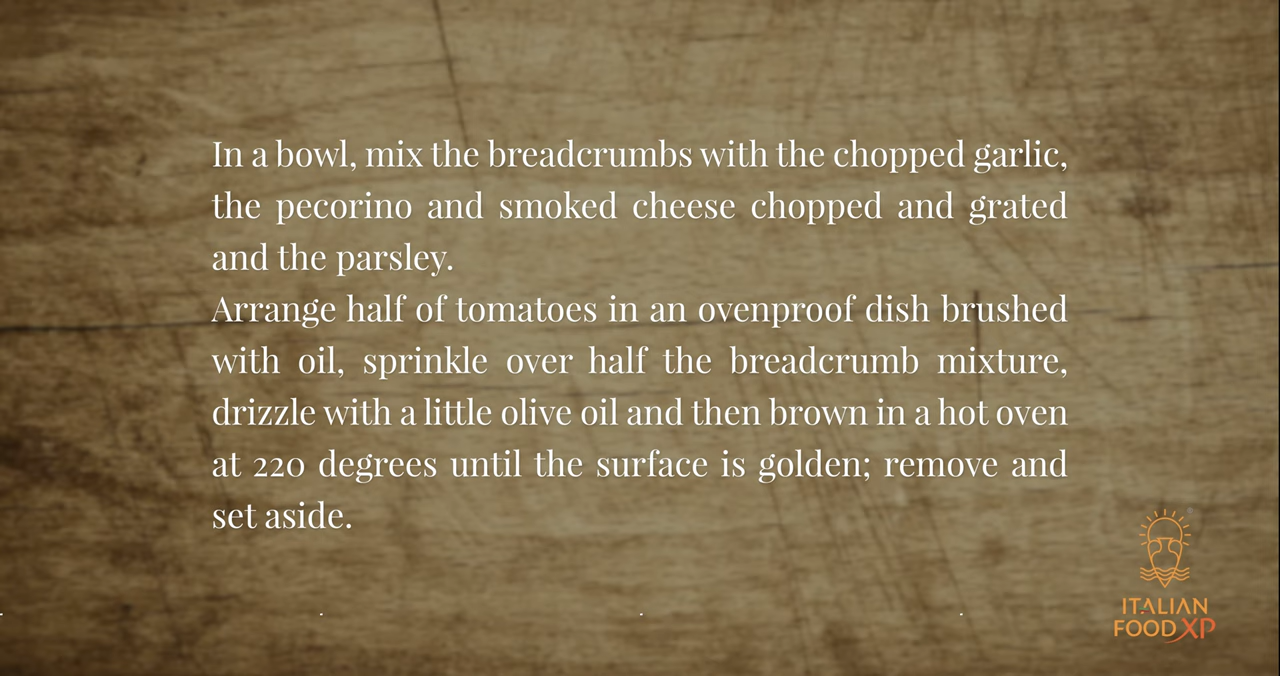 In a bowl, mix the breadcrumbs with the chopped garlic,
the pecorino and smoked cheese chopped and grated
and the parsley.
Arrange half of tomatoes in an ovenproof dish brushed
with oil, sprinkle over half the breadcrumb mixture,
drizzle with a little olive oil and then brown in a hot oven
at 220 degrees until the surface is golden; remove and
set aside.
ITALIAN
FOOD XP